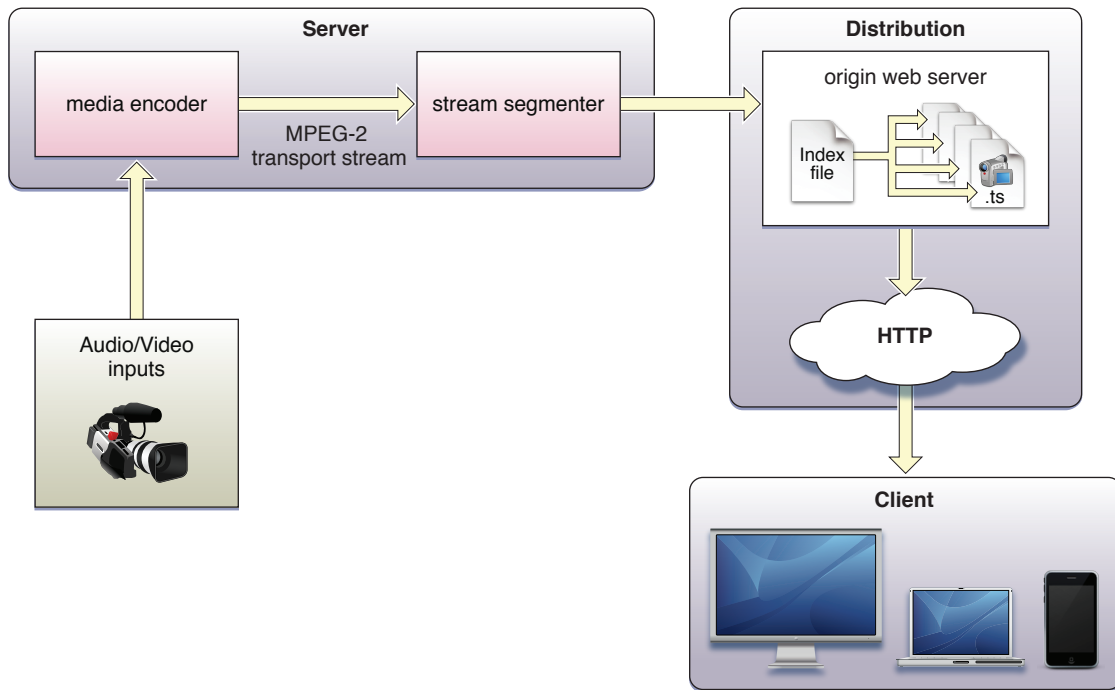 Server
media encoder
MPEG-2
transport stream
stream segmenter
Distribution
origin web server
Index
file
.ts
HTTP
Audio/Video
inputs
Client